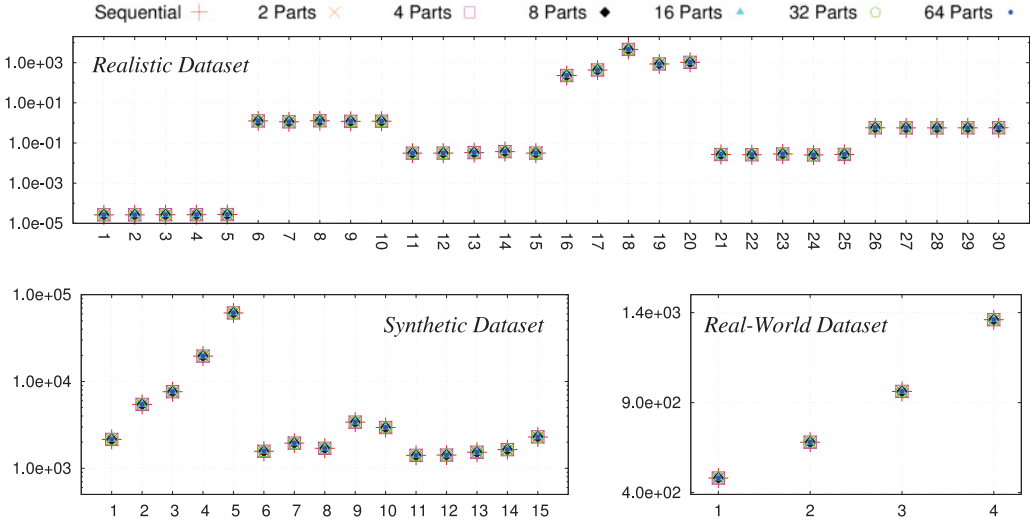 Sequential 2 Parts 4 Parts 8 Parts 16 Parts 32 Parts 64 Parts
Realistic Dataset
1.0e+03
1.0e+01
1.0e-01
1.0e-03
1.0e-05
1 2 3 4 5 6 7 8 9 10 11 12 13 14 15 16 17 18 19 20 21 22 23 24 25 26 27 28 29 30
Synthetic Dataset
1.0e+05
1.0e+04
1.0e+03
1 2 3 4 5 6 7 8 9 10 11 12 13 14 15
Real-World Dataset
1.4e+03
9.0e+02
4.0e+02
1 2 3 4